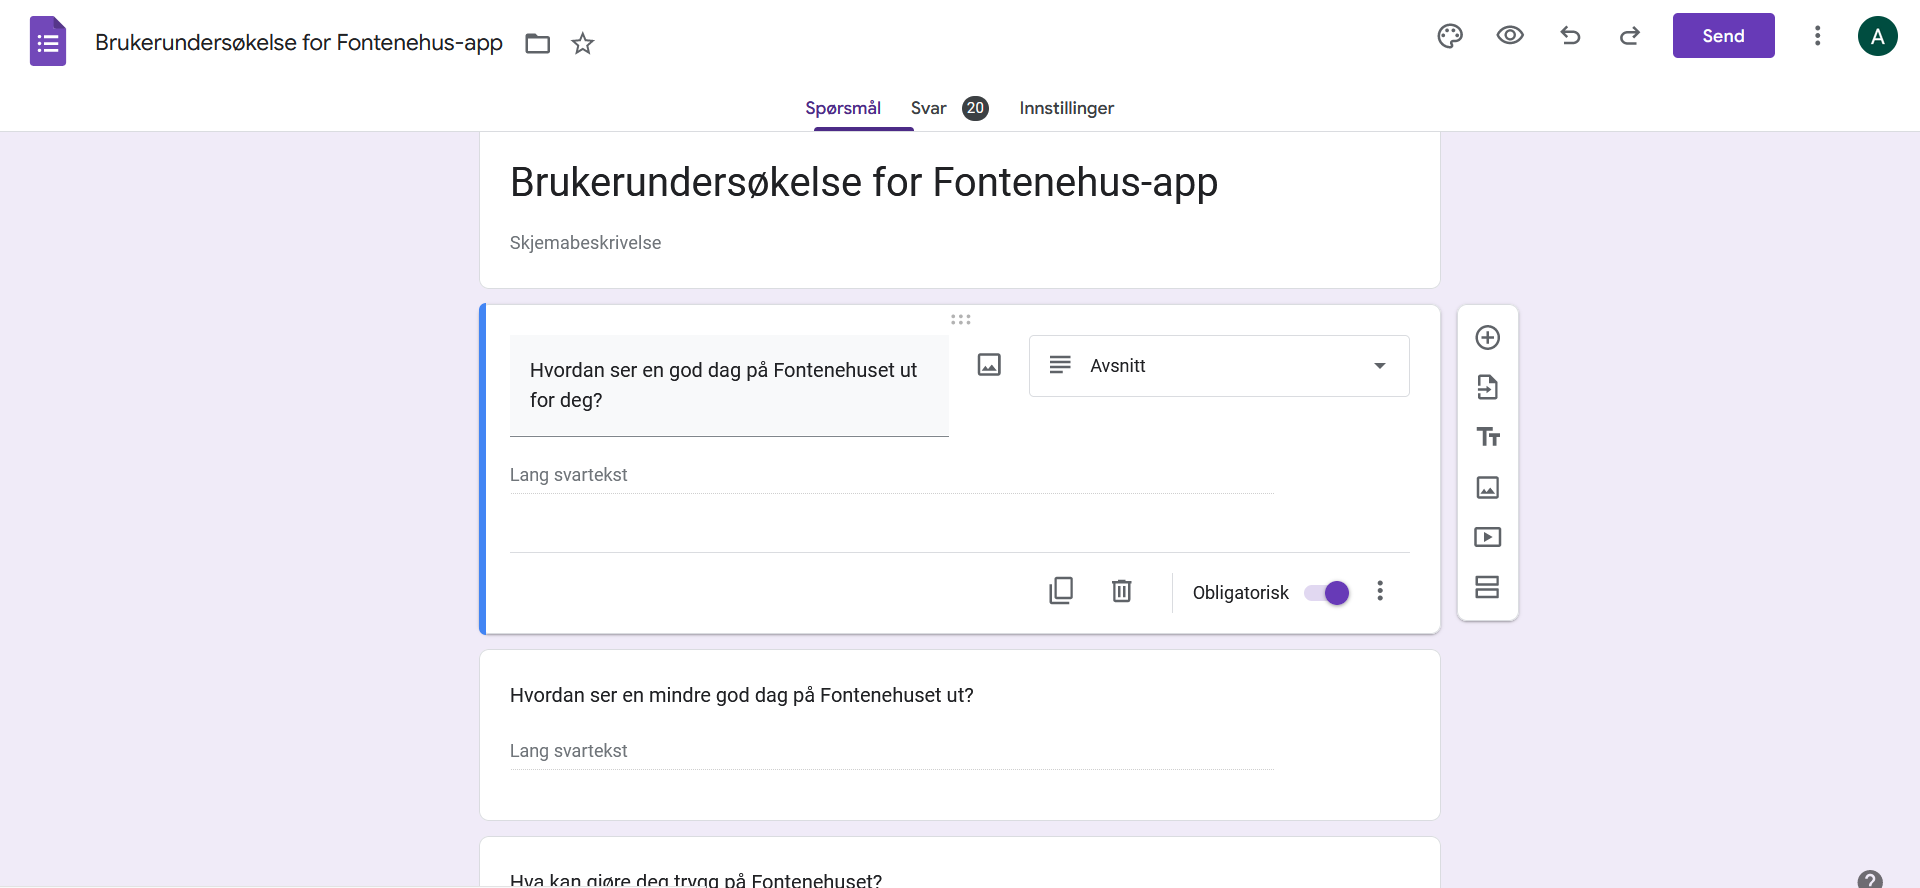 Brukerundersøkelse for Fontenehus-app
Send
A
Spørsmål
Svar 20
Innstillinger
Brukerundersøkelse for Fontenehus-app
Skjemabeskrivelse
Hvordan ser en god dag på Fontenehuset ut
for deg?
Avsnitt
Tт
Lang svartekst
Obligatorisk
Hvordan ser en mindre god dag på Fontenehuset ut?
Lang svartekst
Hva kan gjøre deg trygg på Fontenehuset?
?